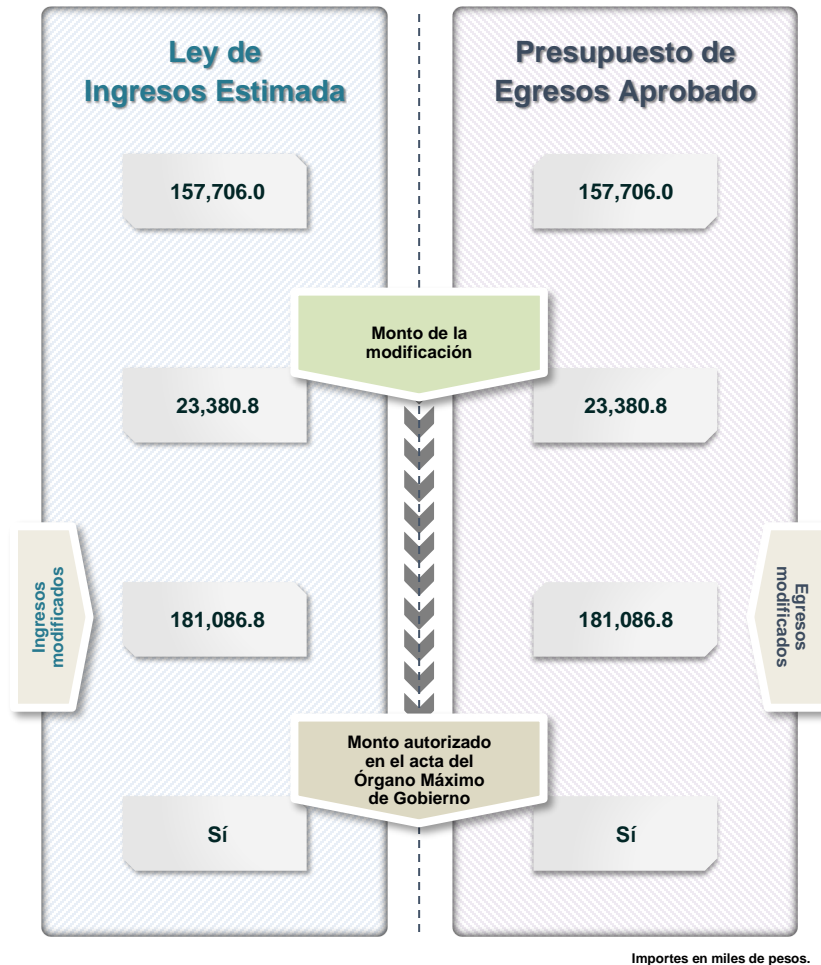 Ley de
Ingresos Estimada
Presupuesto de
Egresos Aprobado
157,706.0
157,706.0
Monto de la
modificación
23,380.8
23,380.8
Ingresos
modificados
181,086.8
181,086.8
Egresos
modificados
Monto autorizado
en el acta del
Órgano Máximo
de Gobierno
Sí
Sí
Importes en miles de pesos.